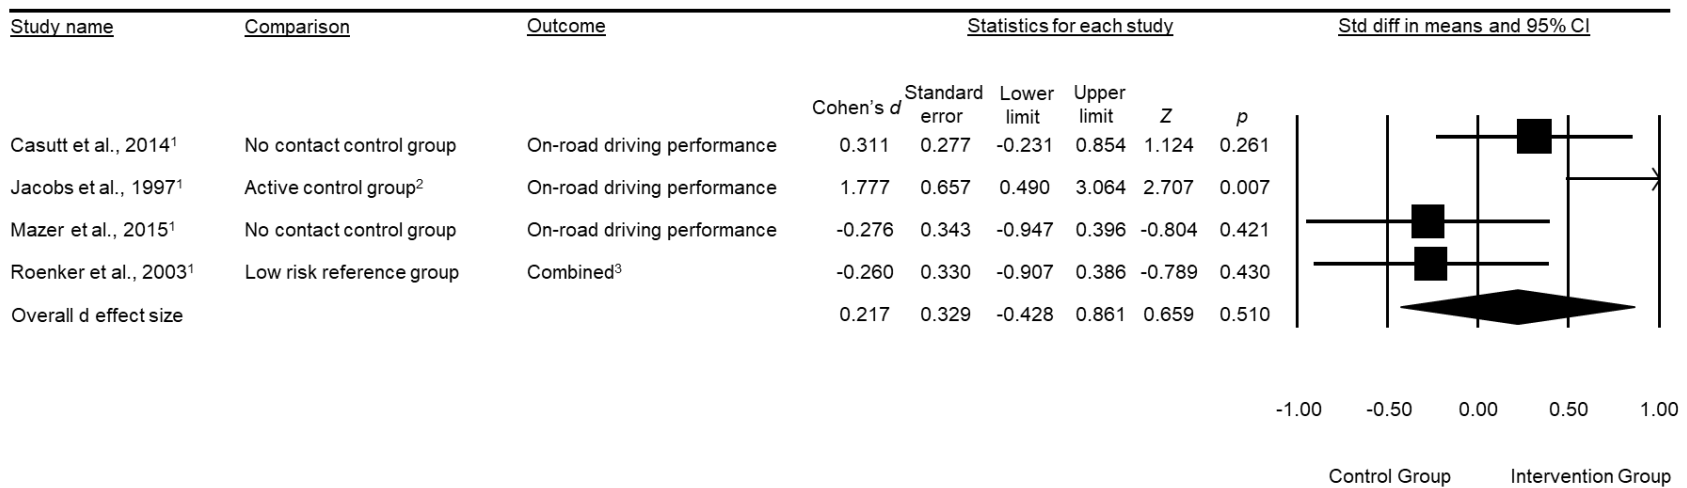 Study name Comparison Outcome Statistics for each study Std diff in means and 95% CI
Cohen's d Standard error Lower limit Upper limit Z p
Casutt et al., 2014¹ No contact control group On-road driving performance 0.311 0.277 -0.231 0.854 1.124 0.261
Jacobs et al., 1997¹ Active control group² On-road driving performance 1.777 0.657 0.490 3.064 2.707 0.007
Mazer et al., 2015¹ No contact control group On-road driving performance -0.276 0.343 -0.947 0.396 -0.804 0.421
Roenker et al., 2003¹ Low risk reference group Combined³ -0.260 0.330 -0.907 0.386 -0.789 0.430
Overall d effect size 0.217 0.329 -0.428 0.861 0.659 0.510
-1.00 -0.50 0.00 0.50 1.00
Control Group Intervention Group